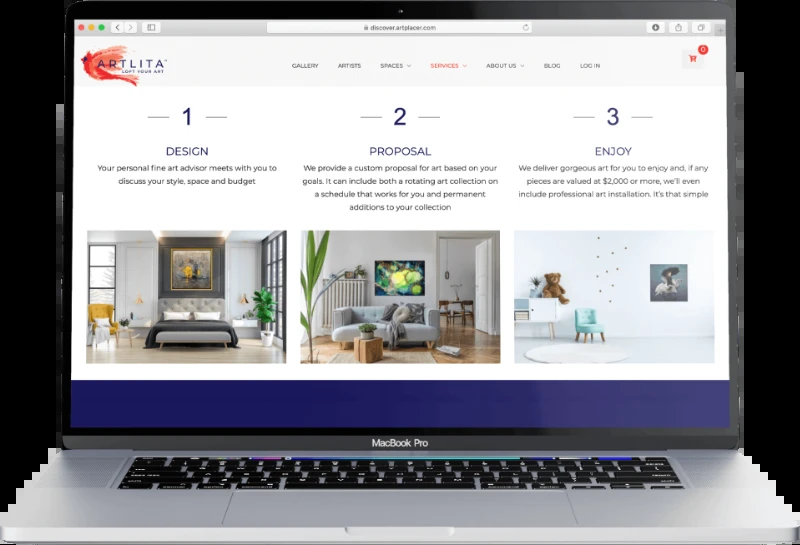 discover.artplacer.com
ARTLITA
LOFT YOUR ART
GALLERY ARTISTS SPACES SERVICES ABOUT US BLOG LOG IN
0
1
DESIGN
Your personal fine art advisor meets with you to
discuss your style, space and budget
2
PROPOSAL
We provide a custom proposal for art based on your
goals. It can include both a rotating art collection on
a schedule that works for you and permanent
additions to your collection
3
ENJOY
We deliver gorgeous art for you to enjoy and, if any
pieces are valued at $2,000 or more, we'll even
include professional art installation. It's that simple
MacBook Pro